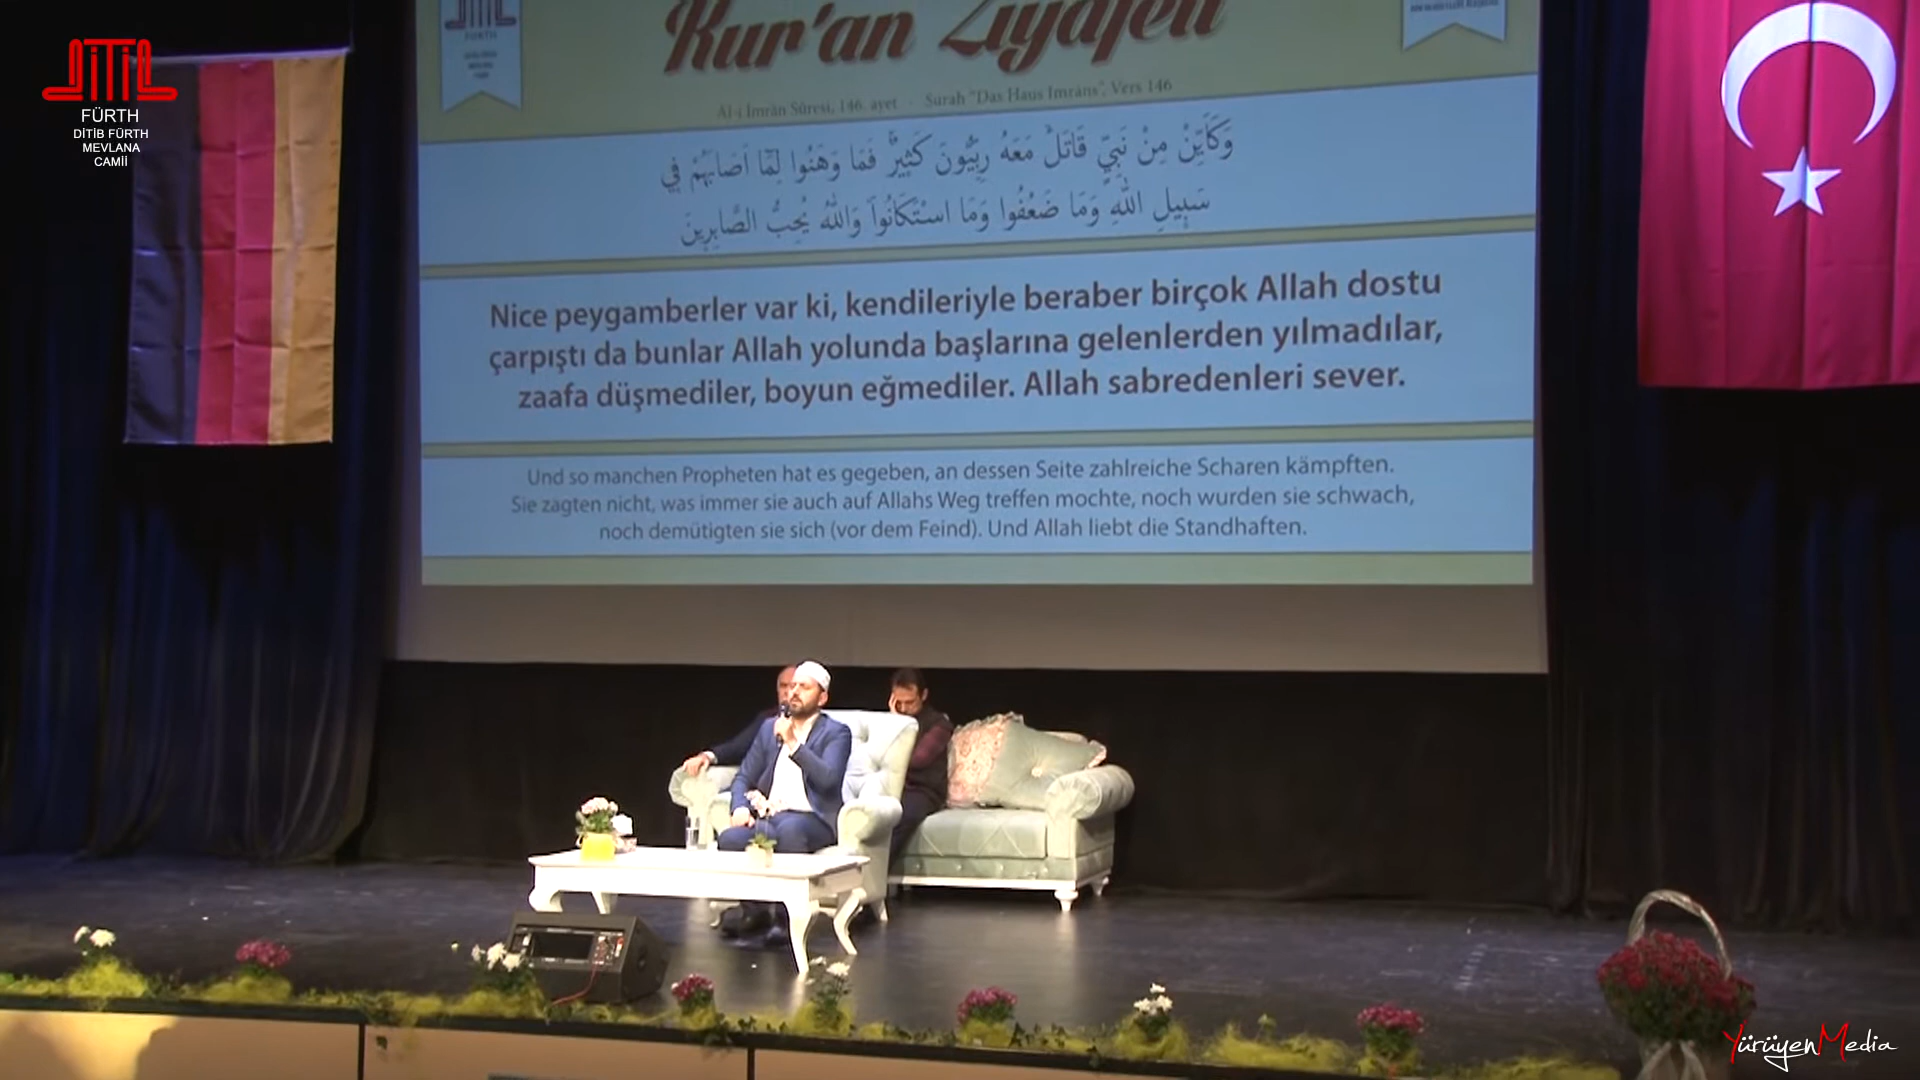 DİTİB
FÜRTH
DİTİB FÜRTH
MEVLANA
CAMİİ
FÜRTH
Kur'an Ziyafeti
Al-i İmrân Sûresi, 146. ayet - Surah "Das Haus Imrāns", Vers 146
وَكَأَيِّنْ مِنْ نَبِيٍّ قَاتَلَ مَعَهُ رِبِّيُّونَ كَثِيرٌ فَمَا وَهَنُوا لِمَّا اَصَابَهُمْ فِي
سَبِيلِ اللّٰهِ وَمَا ضَعُفُوا وَمَا اسْتَكَانُوا وَاللّٰهُ يُحِبُّ الصَّابِرِينَ
Nice peygamberler var ki, kendileriyle beraber birçok Allah dostu
çarpıştı da bunlar Allah yolunda başlarına gelenlerden yılmadılar,
zaafa düşmediler, boyun eğmediler. Allah sabredenleri sever.
Und so manchen Propheten hat es gegeben, an dessen Seite zahlreiche Scharen kämpften.
Sie zagten nicht, was immer sie auch auf Allahs Weg treffen mochte, noch wurden sie schwach,
noch demütigten sie sich (vor dem Feind). Und Allah liebt die Standhaften.
YürüyenMedia